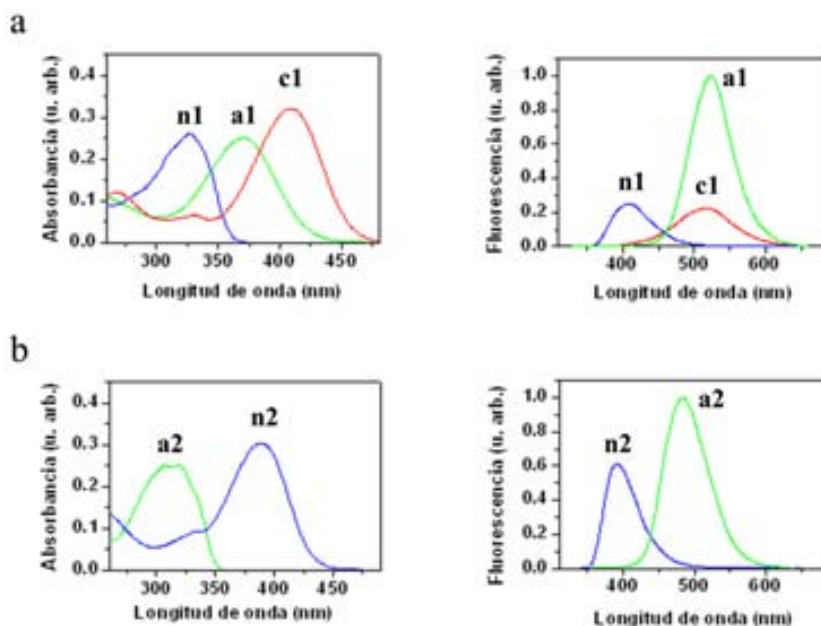 a
Absorbancia (u. arb.)
0.4
0.3
0.2
0.1
0.0
n1
a1
c1
300
350
400
450
Longitud de onda (nm)
Fluorescencia (u. arb.)
1.0
0.8
0.6
0.4
0.2
0.0
n1
c1
a1
400
500
600
Longitud de onda (nm)
b
Absorbancia (u. arb.)
0.4
0.3
0.2
0.1
0.0
a2
n2
300
350
400
450
Longitud de onda (nm)
Fluorescencia (u. arb.)
1.0
0.8
0.6
0.4
0.2
0.0
n2
a2
400
500
600
Longitud de onda (nm)